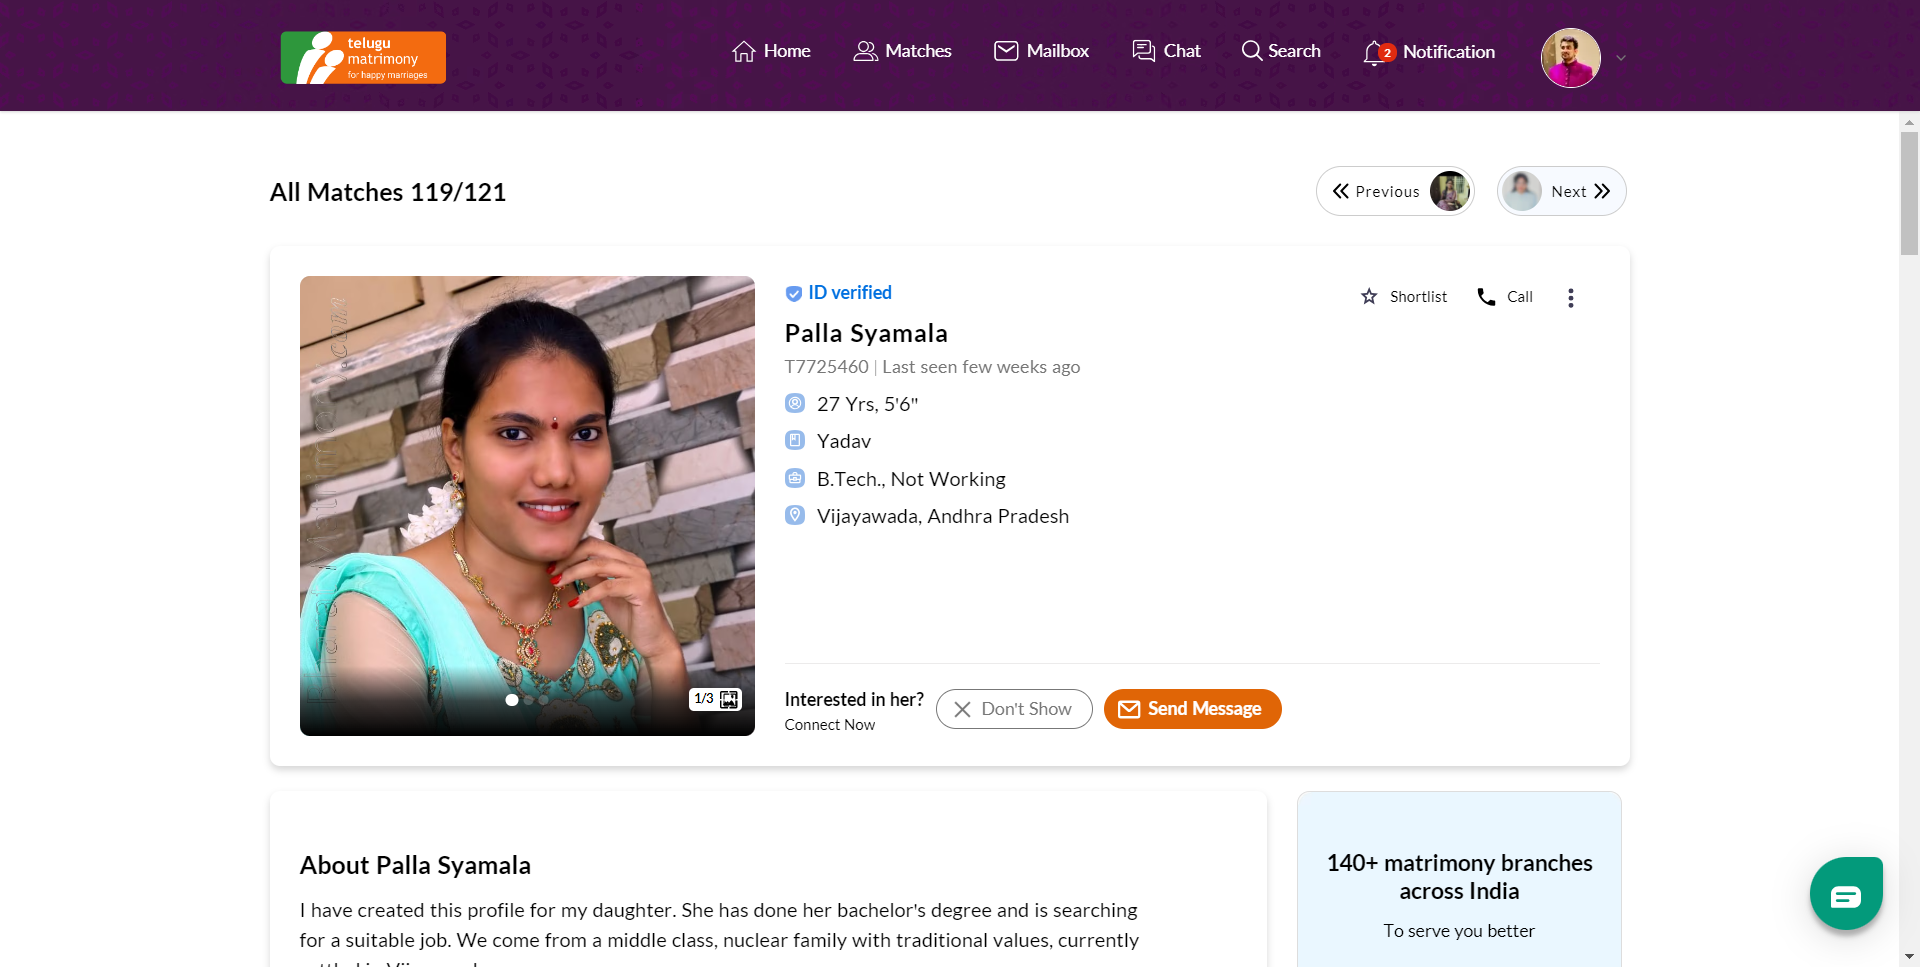 telugu
matrimony
for happy marriages
Home
Matches
Mailbox
Chat
Search
2
Notification
All Matches 119/121
Previous
Next
ID verified
Shortlist
Call
Palla Syamala
T7725460 | Last seen few weeks ago
27 Yrs, 5'6"
Yadav
B.Tech., Not Working
Vijayawada, Andhra Pradesh
1/3
Interested in her?
Connect Now
Don't Show
Send Message
About Palla Syamala
I have created this profile for my daughter. She has done her bachelor's degree and is searching
for a suitable job. We come from a middle class, nuclear family with traditional values, currently
140+ matrimony branches
across India
To serve you better